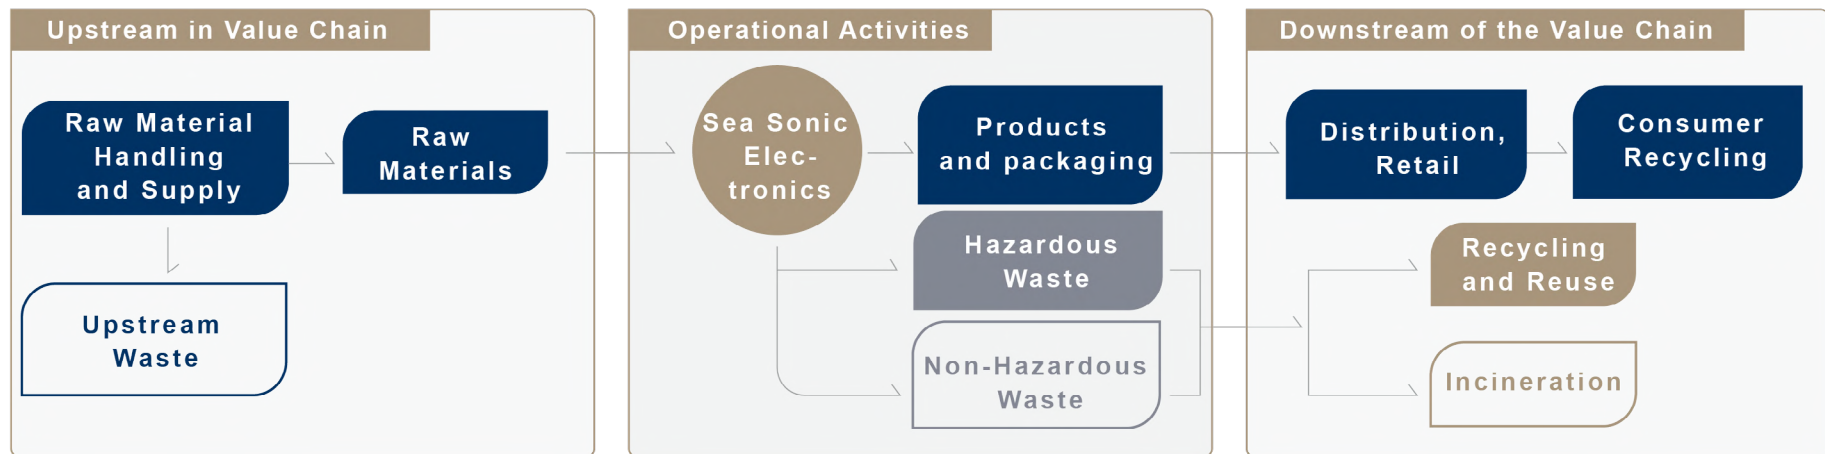 Upstream in Value Chain
Raw Material
Handling
and Supply
Raw
Materials
Upstream
Waste
Operational Activities
Sea Sonic
Elec-
tronics
Products
and packaging
Hazardous
Waste
Non-Hazardous
Waste
Downstream of the Value Chain
Distribution,
Retail
Consumer
Recycling
Recycling
and Reuse
Incineration